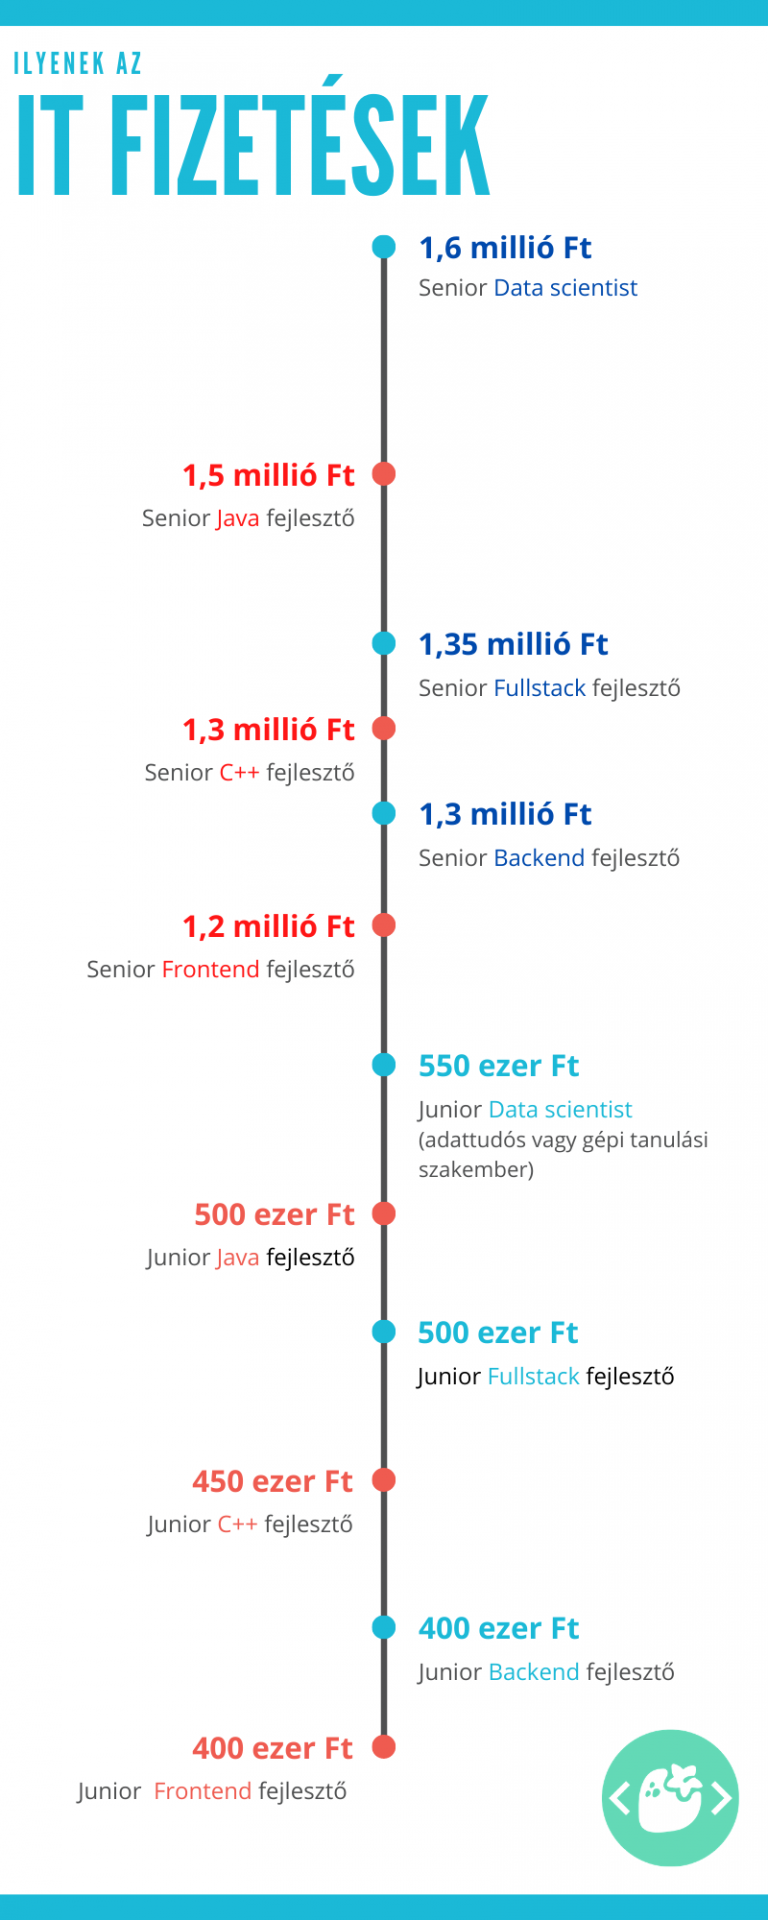 ILYENEK AZ
IT FIZETÉSEK
1,6 millió Ft
Senior Data scientist
1,5 millió Ft
Senior Java fejlesztő
1,35 millió Ft
Senior Fullstack fejlesztő
1,3 millió Ft
Senior C++ fejlesztő
1,3 millió Ft
Senior Backend fejlesztő
1,2 millió Ft
Senior Frontend fejlesztő
550 ezer Ft
Junior Data scientist
(adattudós vagy gépi tanulási
szakember)
500 ezer Ft
Junior Java fejlesztő
500 ezer Ft
Junior Fullstack fejlesztő
450 ezer Ft
Junior C++ fejlesztő
400 ezer Ft
Junior Backend fejlesztő
400 ezer Ft
Junior Frontend fejlesztő